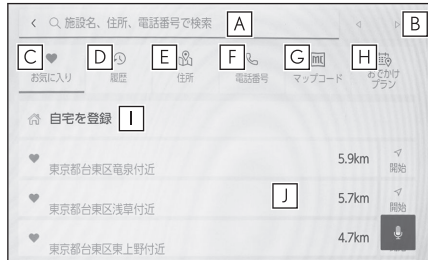 施設名、住所、電話番号で検索 A B
C D E F G H
お気に入り 履歴 住所 電話番号 マップコード おでかけプラン
自宅を登録 I
5.9km
東京都台東区竜泉付近 開始
J 5.7km
東京都台東区浅草付近 開始
4.7km
東京都台東区東上野付近